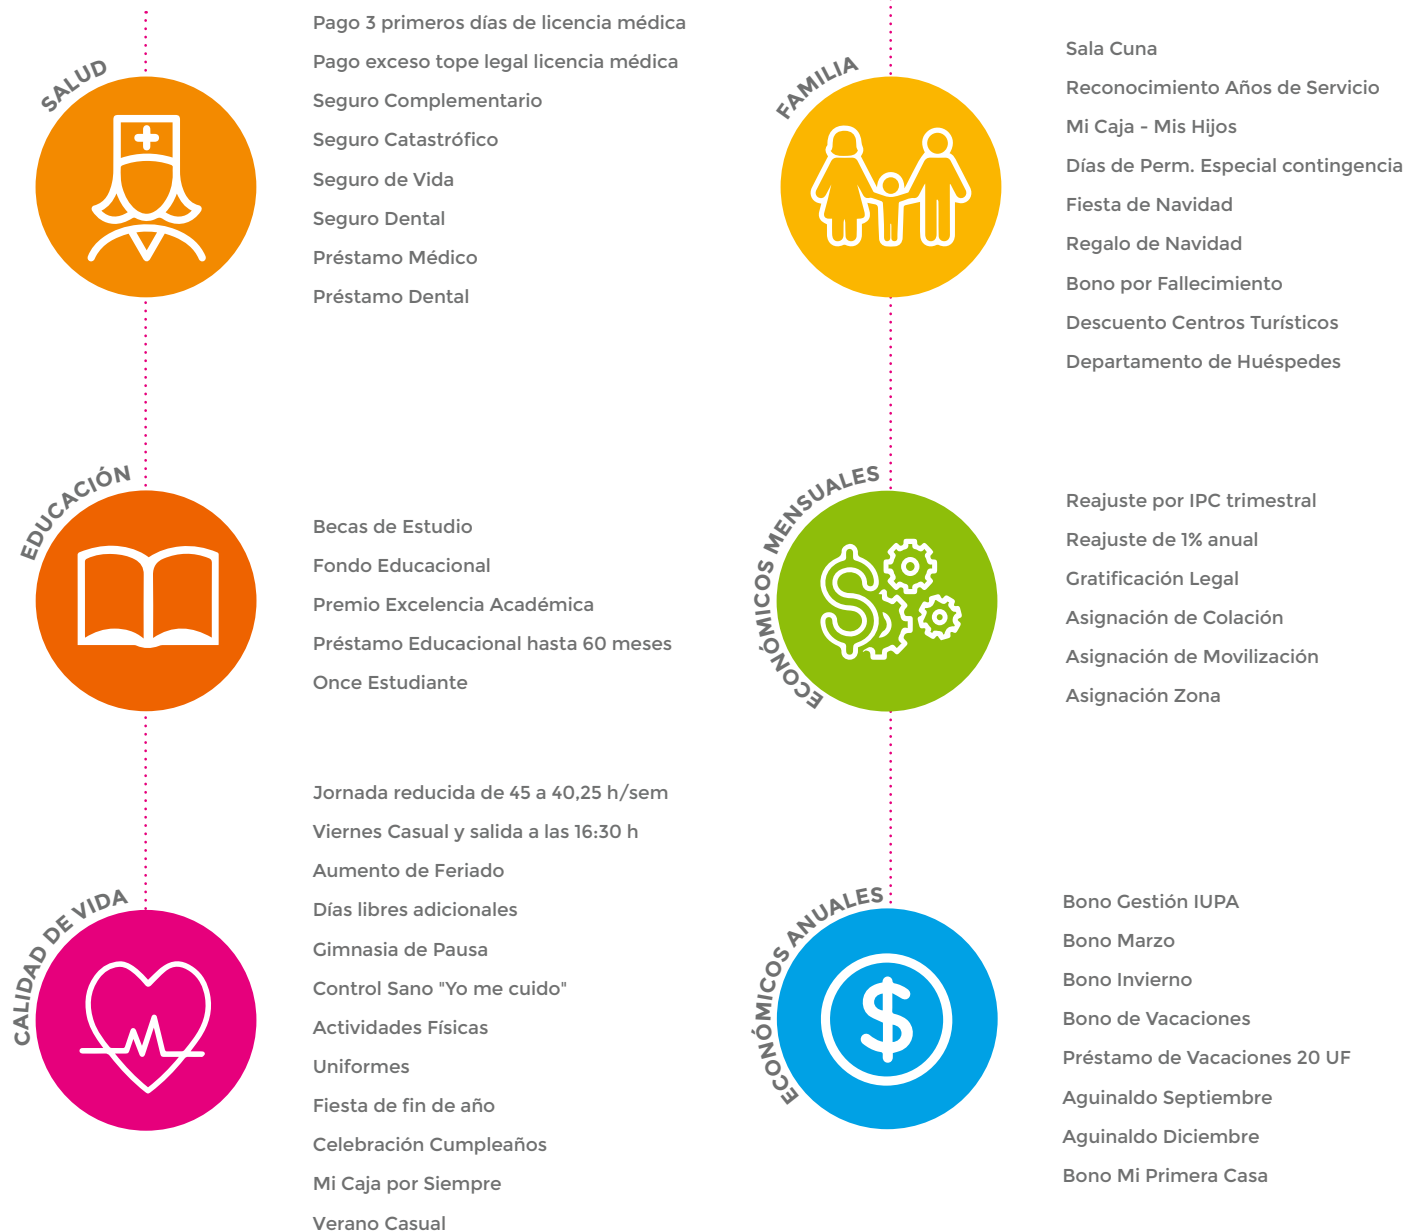 SALUD
Pago 3 primeros días de licencia médica
Pago exceso tope legal licencia médica
Seguro Complementario
Seguro Catastrófico
Seguro de Vida
Seguro Dental
Préstamo Médico
Préstamo Dental
EDUCACIÓN
Becas de Estudio
Fondo Educacional
Premio Excelencia Académica
Préstamo Educacional hasta 60 meses
Once Estudiante
CALIDAD DE VIDA
Jornada reducida de 45 a 40,25 h/sem
Viernes Casual y salida a las 16:30 h
Aumento de Feriado
Días libres adicionales
Gimnasia de Pausa
Control Sano "Yo me cuido"
Actividades Físicas
Uniformes
Fiesta de fin de año
Celebración Cumpleaños
Mi Caja por Siempre
Verano Casual
FAMILIA
Sala Cuna
Reconocimiento Años de Servicio
Mi Caja - Mis Hijos
Días de Perm. Especial contingencia
Fiesta de Navidad
Regalo de Navidad
Bono por Fallecimiento
Descuento Centros Turísticos
Departamento de Huéspedes
ECONÓMICOS MENSUALES
Reajuste por IPC trimestral
Reajuste de 1% anual
Gratificación Legal
Asignación de Colación
Asignación de Movilización
Asignación Zona
ECONÓMICOS ANUALES
Bono Gestión IUPA
Bono Marzo
Bono Invierno
Bono de Vacaciones
Préstamo de Vacaciones 20 UF
Aguinaldo Septiembre
Aguinaldo Diciembre
Bono Mi Primera Casa